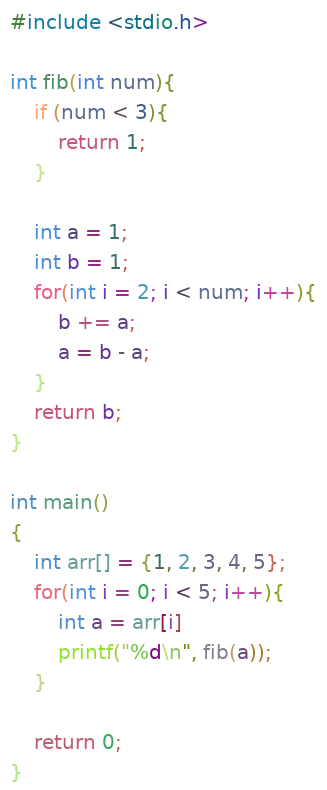 #include <stdio.h>

int fib(int num){
    if (num < 3){
        return 1;
    }

    int a = 1;
    int b = 1;
    for(int i = 2; i < num; i++){
        b += a;
        a = b - a;
    }
    return b;
}

int main()
{
    int arr[] = {1, 2, 3, 4, 5};
    for(int i = 0; i < 5; i++){
        int a = arr[i]
        printf("%d\n", fib(a));
    }

    return 0;
}